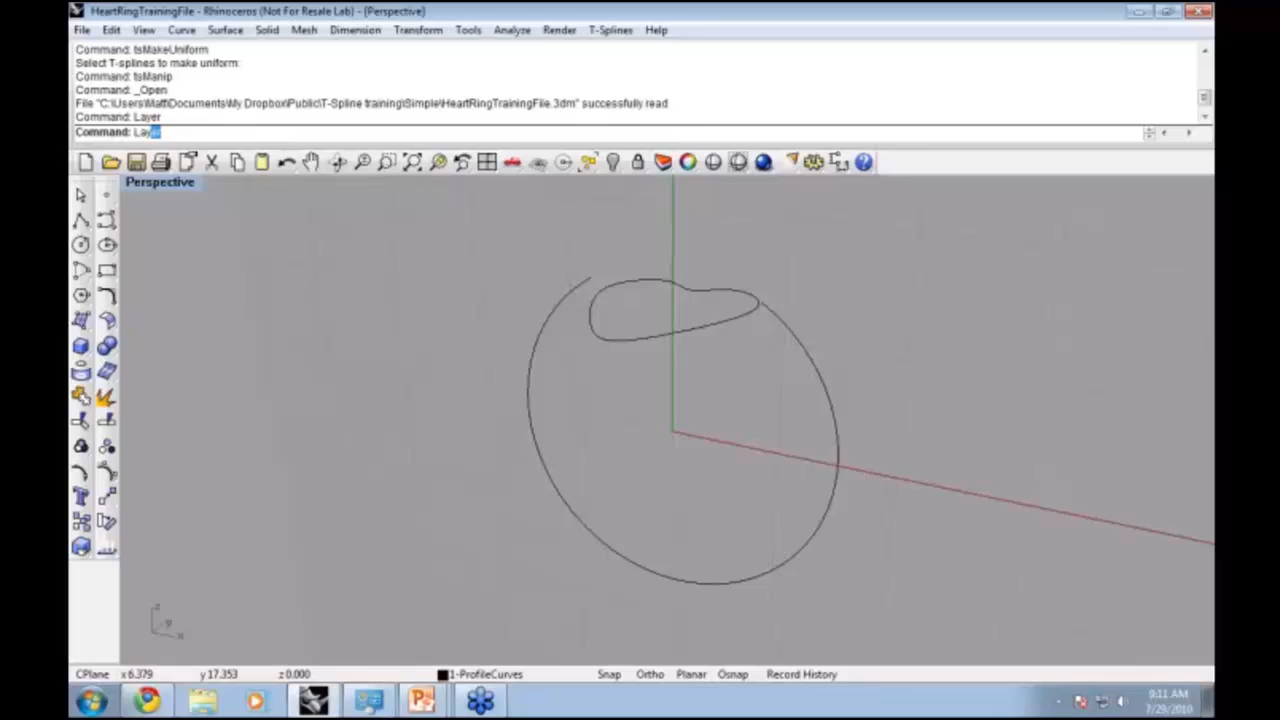 HeartRingTrainingFile - Rhinoceros (Not For Resale Lab) - [Perspective]
File Edit View Curve Surface Solid Mesh Dimension Transform Tools Analyze Render T-Splines Help
Command: tsMakeUniform
Select T-splines to make uniform:
Command: tsManip
Command: _Open
File "C:\Users\Matt\Documents\My Dropbox\Public\T-Spline training\Simple\HeartRingTrainingFile.3dm" successfully read
Command: Layer
Command: Layer
Perspective
z
y
x
CPlane x 6.379 y 17.353 z 0.000 1-ProfileCurves Snap Ortho Planar Osnap Record History
9:11 AM
7/29/2010